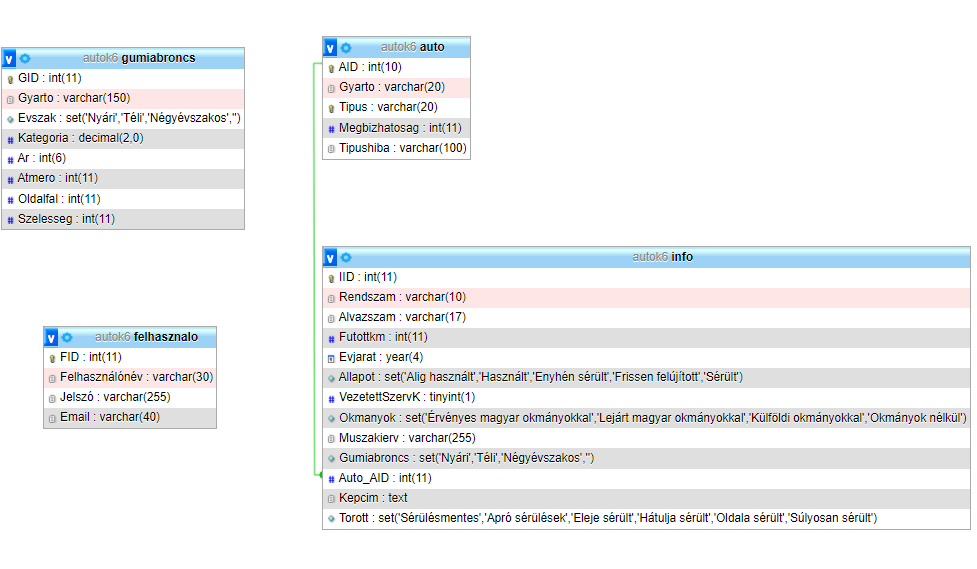 autok6 gumiabroncs
GID : int(11)
Gyarto : varchar(150)
Evszak : set('Nyári','Téli','Négyévszakos','')
Kategoria : decimal(2,0)
Ar : int(6)
Atmero : int(11)
Oldalfal : int(11)
Szelesseg : int(11)
autok6 auto
AID : int(10)
Gyarto : varchar(20)
Tipus : varchar(20)
Megbizhatosag : int(11)
Tipushiba : varchar(100)
autok6 felhasznalo
FID : int(11)
Felhasználónév : varchar(30)
Jelszó : varchar(255)
Email : varchar(40)
autok6 info
IID : int(11)
Rendszam : varchar(10)
Alvazszam : varchar(17)
Futottkm : int(11)
Evjarat : year(4)
Allapot : set('Alig használt','Használt','Enyhén sérült','Frissen felújított','Sérült')
VezetettSzervK : tinyint(1)
Okmanyok : set('Érvényes magyar okmányokkal','Lejárt magyar okmányokkal','Külföldi okmányokkal','Okmányok nélkül')
Muszakierv : varchar(255)
Gumiabroncs : set('Nyári','Téli','Négyévszakos','')
Auto_AID : int(11)
Kepcim : text
Torott : set('Sérülésmentes','Apró sérülések','Eleje sérült','Hátulja sérült','Oldala sérült','Súlyosan sérült')